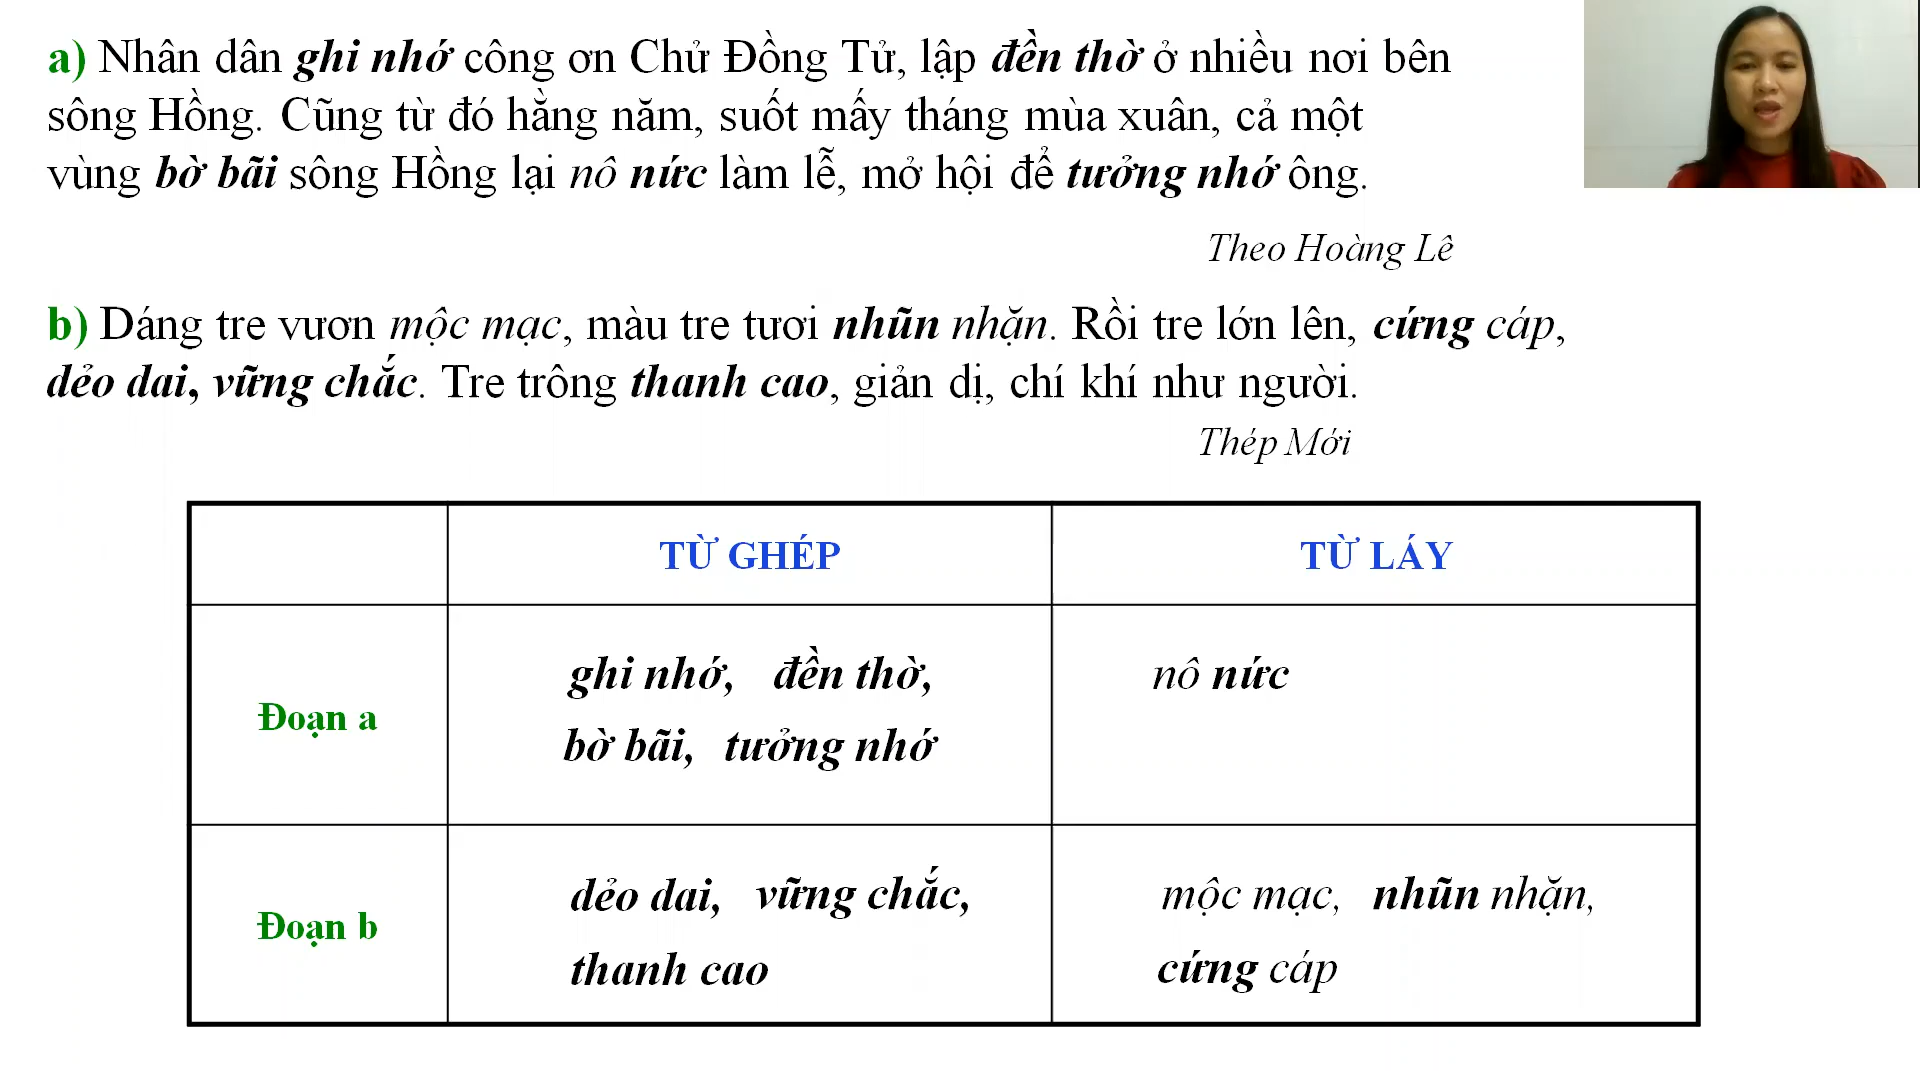 a) Nhân dân ghi nhớ công ơn Chử Đồng Tử, lập đền thờ ở nhiều nơi bên
sông Hồng. Cũng từ đó hằng năm, suốt mấy tháng mùa xuân, cả một
vùng bờ bãi sông Hồng lại nô nức làm lễ, mở hội để tưởng nhớ ông.
Theo Hoàng Lê
b) Dáng tre vươn mộc mạc, màu tre tươi nhũn nhặn. Rồi tre lớn lên, cứng cáp,
dẻo dai, vững chắc. Tre trông thanh cao, giản dị, chí khí như người.
Thép Mới
TỪ GHÉP TỪ LÁY
Đoạn a
ghi nhớ, đền thờ,
bờ bãi, tưởng nhớ
nô nức
Đoạn b
dẻo dai, vững chắc,
thanh cao
mộc mạc, nhũn nhặn,
cứng cáp